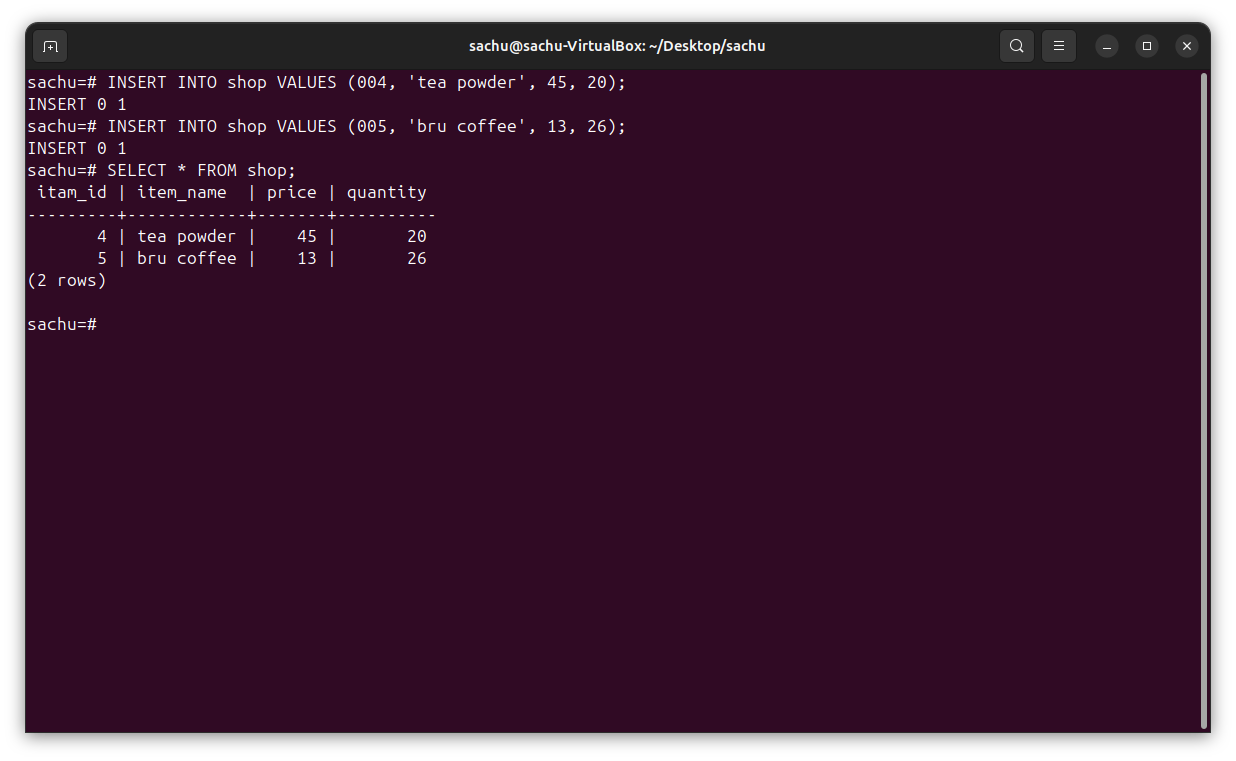 sachu@sachu-VirtualBox: ~/Desktop/sachu
sachu=# INSERT INTO shop VALUES (004, 'tea powder', 45, 20);
INSERT 0 1
sachu=# INSERT INTO shop VALUES (005, 'bru coffee', 13, 26);
INSERT 0 1
sachu=# SELECT * FROM shop;
 itam_id | item_name  | price | quantity
---------+------------+-------+----------
       4 | tea powder |    45 |       20
       5 | bru coffee |    13 |       26
(2 rows)
sachu=#